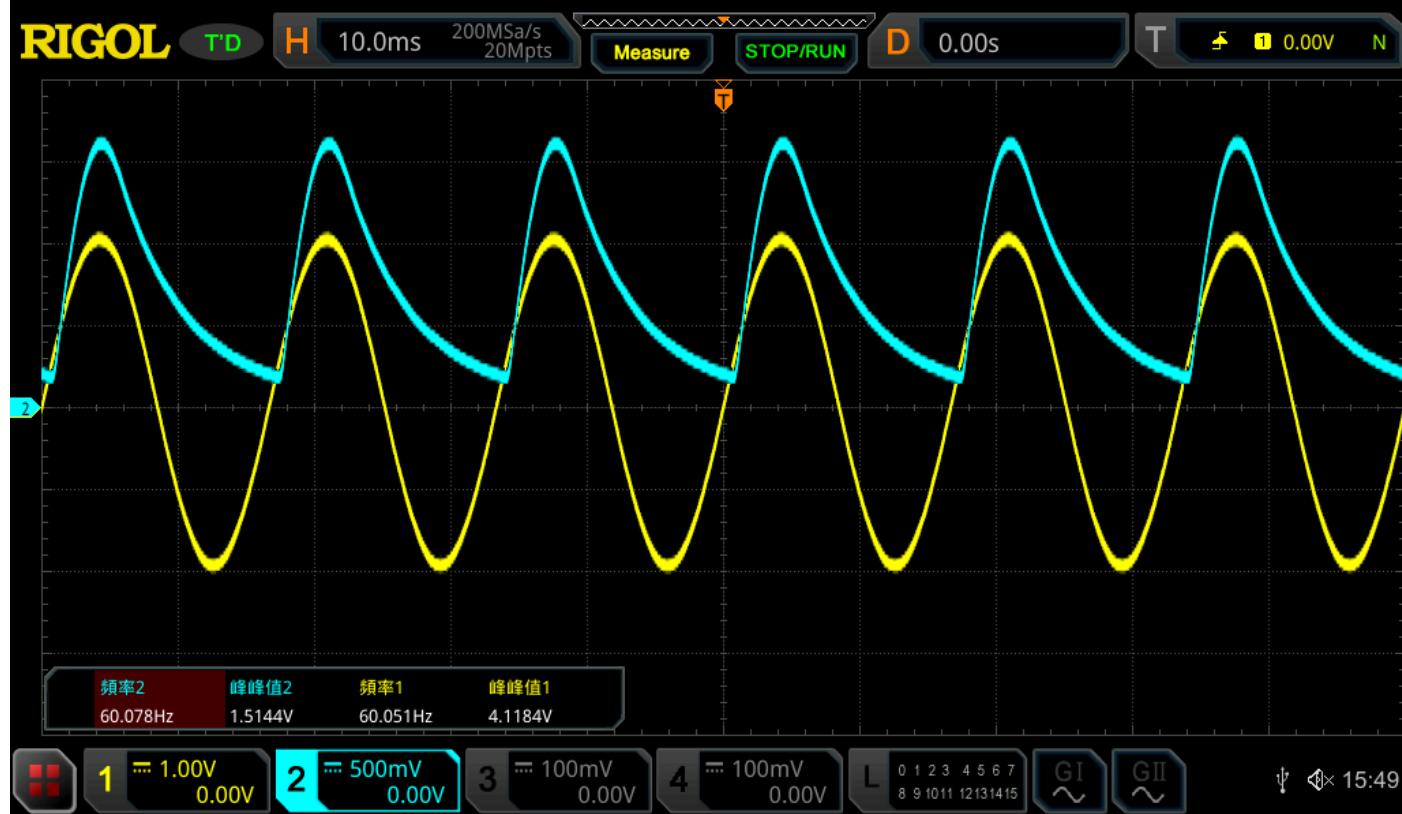 RIGOL T'D H 10.0ms 200MSa/s 20Mpts Measure STOP/RUN D 0.00s T 1 0.00V N
T
2
頻率2 峰峰值2 頻率1 峰峰值1
60.078Hz 1.5144V 60.051Hz 4.1184V
1 1.00V 0.00V 2 500mV 0.00V 3 100mV 0.00V 4 100mV 0.00V L 0 1 2 3 4 5 6 7 8 9 10 11 12 13 14 15 GI GII 15:49